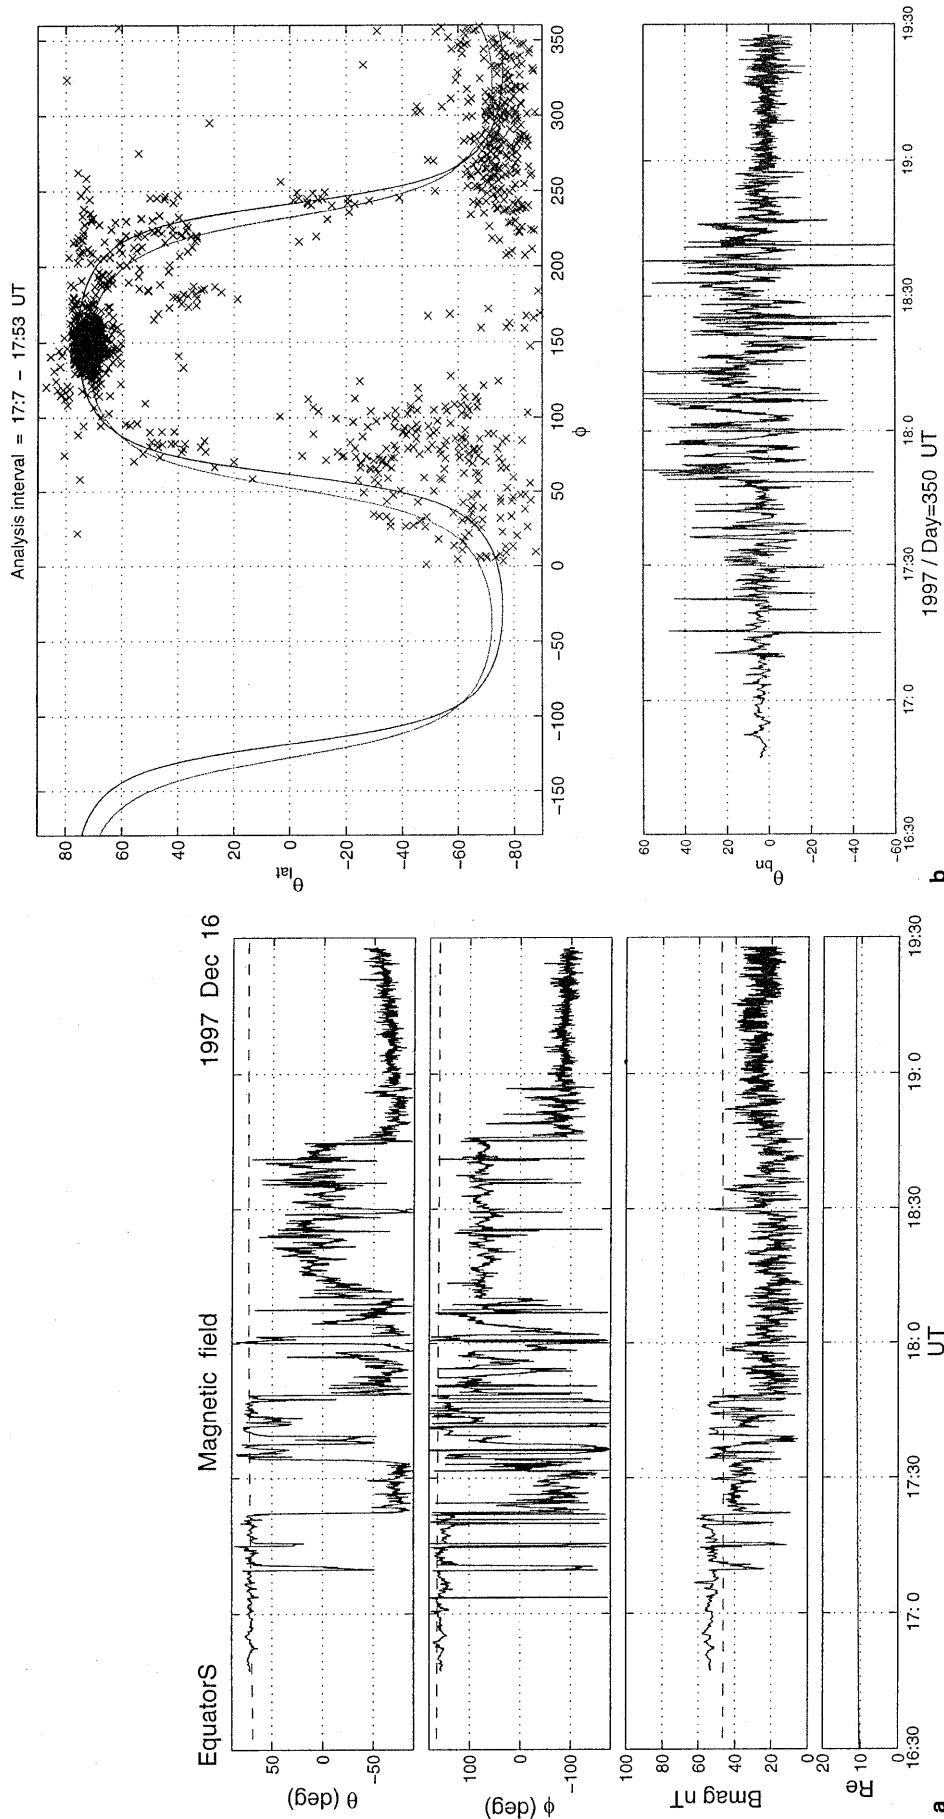 EquatorS Magnetic field 1997 Dec 16
θ (deg)
50
0
−50
φ (deg)
100
0
−100
Bmag nT
100
80
60
40
20
0
Re
20
10
0
16:30 17: 0 17:30 18: 0 18:30 19: 0 19:30
UT
a
Analysis interval = 17:7 − 17:53 UT
θlat
80
60
40
20
0
−20
−40
−60
−80
−150 −100 −50 0 50 100 150 200 250 300 350
φ
θbn
60
40
20
0
−20
−40
−60
16:30 17: 0 17:30 18: 0 18:30 19: 0 19:30
1997 / Day=350 UT
b